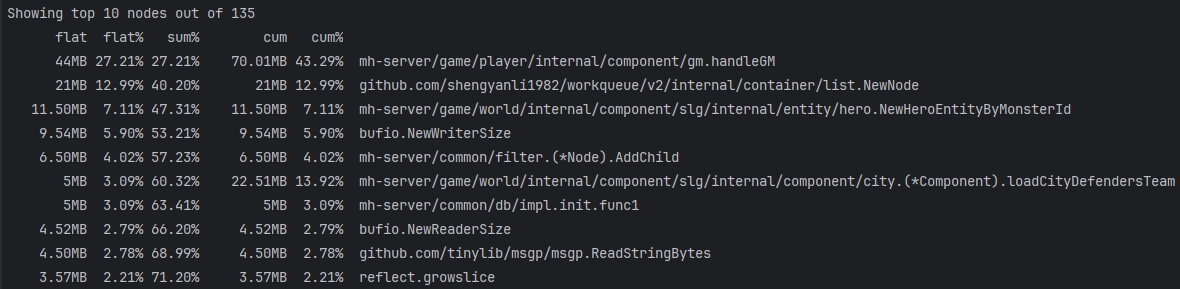 Showing top 10 nodes out of 135
flat flat% sum% cum cum%
44MB 27.21% 27.21% 70.01MB 43.29% mh-server/game/player/internal/component/gm.handleGM
21MB 12.99% 40.20% 21MB 12.99% github.com/shengyanli1982/workqueue/v2/internal/container/list.NewNode
11.50MB 7.11% 47.31% 11.50MB 7.11% mh-server/game/world/internal/component/slg/internal/entity/hero.NewHeroEntityByMonsterId
9.54MB 5.90% 53.21% 9.54MB 5.90% bufio.NewWriterSize
6.50MB 4.02% 57.23% 6.50MB 4.02% mh-server/common/filter.(*Node).AddChild
5MB 3.09% 60.32% 22.51MB 13.92% mh-server/game/world/internal/component/slg/internal/component/city.(*Component).loadCityDefendersTeam
5MB 3.09% 63.41% 5MB 3.09% mh-server/common/db/impl.init.func1
4.52MB 2.79% 66.20% 4.52MB 2.79% bufio.NewReaderSize
4.50MB 2.78% 68.99% 4.50MB 2.78% github.com/tinylib/msgp/msgp.ReadStringBytes
3.57MB 2.21% 71.20% 3.57MB 2.21% reflect.growslice